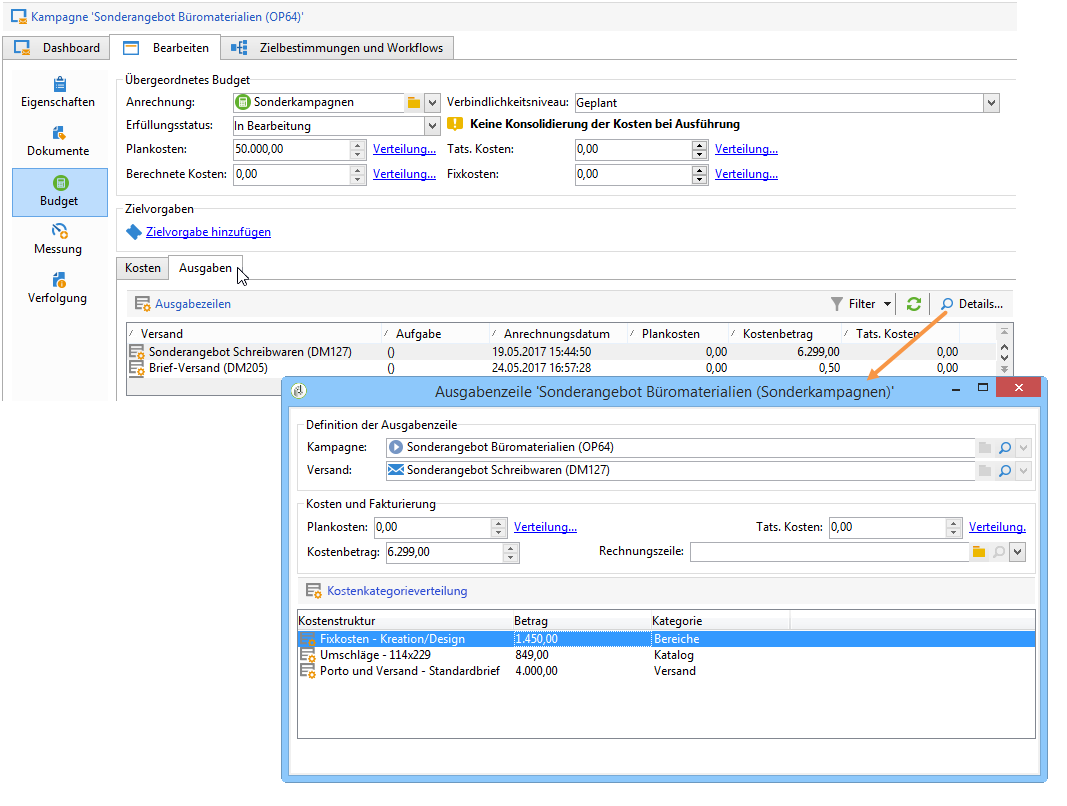 Kampagne 'Sonderangebot Büromaterialien (OP64)'
Dashboard Bearbeiten Zielbestimmungen und Workflows
Eigenschaften
Dokumente
Budget
Messung
Verfolgung
Übergeordnetes Budget
Anrechnung: Sonderkampagnen Verbindlichkeitsniveau: Geplant
Erfüllungsstatus: In Bearbeitung Keine Konsolidierung der Kosten bei Ausführung
Plankosten: 50.000,00 Verteilung... Tats. Kosten: 0,00 Verteilung...
Berechnete Kosten: 0,00 Verteilung... Fixkosten: 0,00 Verteilung...
Zielvorgaben
Zielvorgabe hinzufügen
Kosten Ausgaben
Ausgabezeilen Filter Details...
Versand Aufgabe Anrechnungsdatum Plankosten Kostenbetrag Tats. Kosten
Sonderangebot Schreibwaren (DM127) () 19.05.2017 15:44:50 0,00 6.299,00 0,00
Brief-Versand (DM205) () 24.05.2017 16:57:28 0,00 0,50 0,00
Ausgabenzeile 'Sonderangebot Büromaterialien (Sonderkampagnen)'
Definition der Ausgabenzeile
Kampagne: Sonderangebot Büromaterialien (OP64)
Versand: Sonderangebot Schreibwaren (DM127)
Kosten und Fakturierung
Plankosten: 0,00 Verteilung... Tats. Kosten: 0,00 Verteilung.
Kostenbetrag: 6.299,00 Rechnungszeile:
Kostenkategorieverteilung
Kostenstruktur Betrag Kategorie
Fixkosten - Kreation/Design 1.450,00 Bereiche
Umschläge - 114x229 849,00 Katalog
Porto und Versand - Standardbrief 4.000,00 Versand